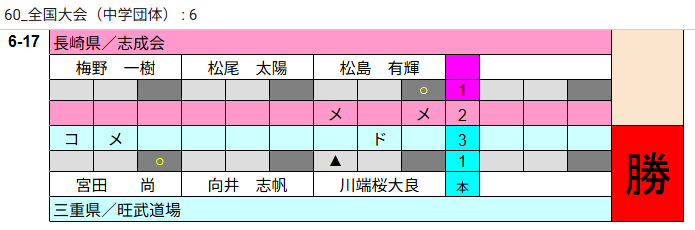 60_全国大会（中学団体） : 6
6-17 長崎県／志成会
梅野 一樹 松尾 太陽 松島 有輝
○ 1
メ メ 2
コ メ ド 3
○ ▲ 1
宮田 尚 向井 志帆 川端桜大良 本
三重県／旺武道場
勝